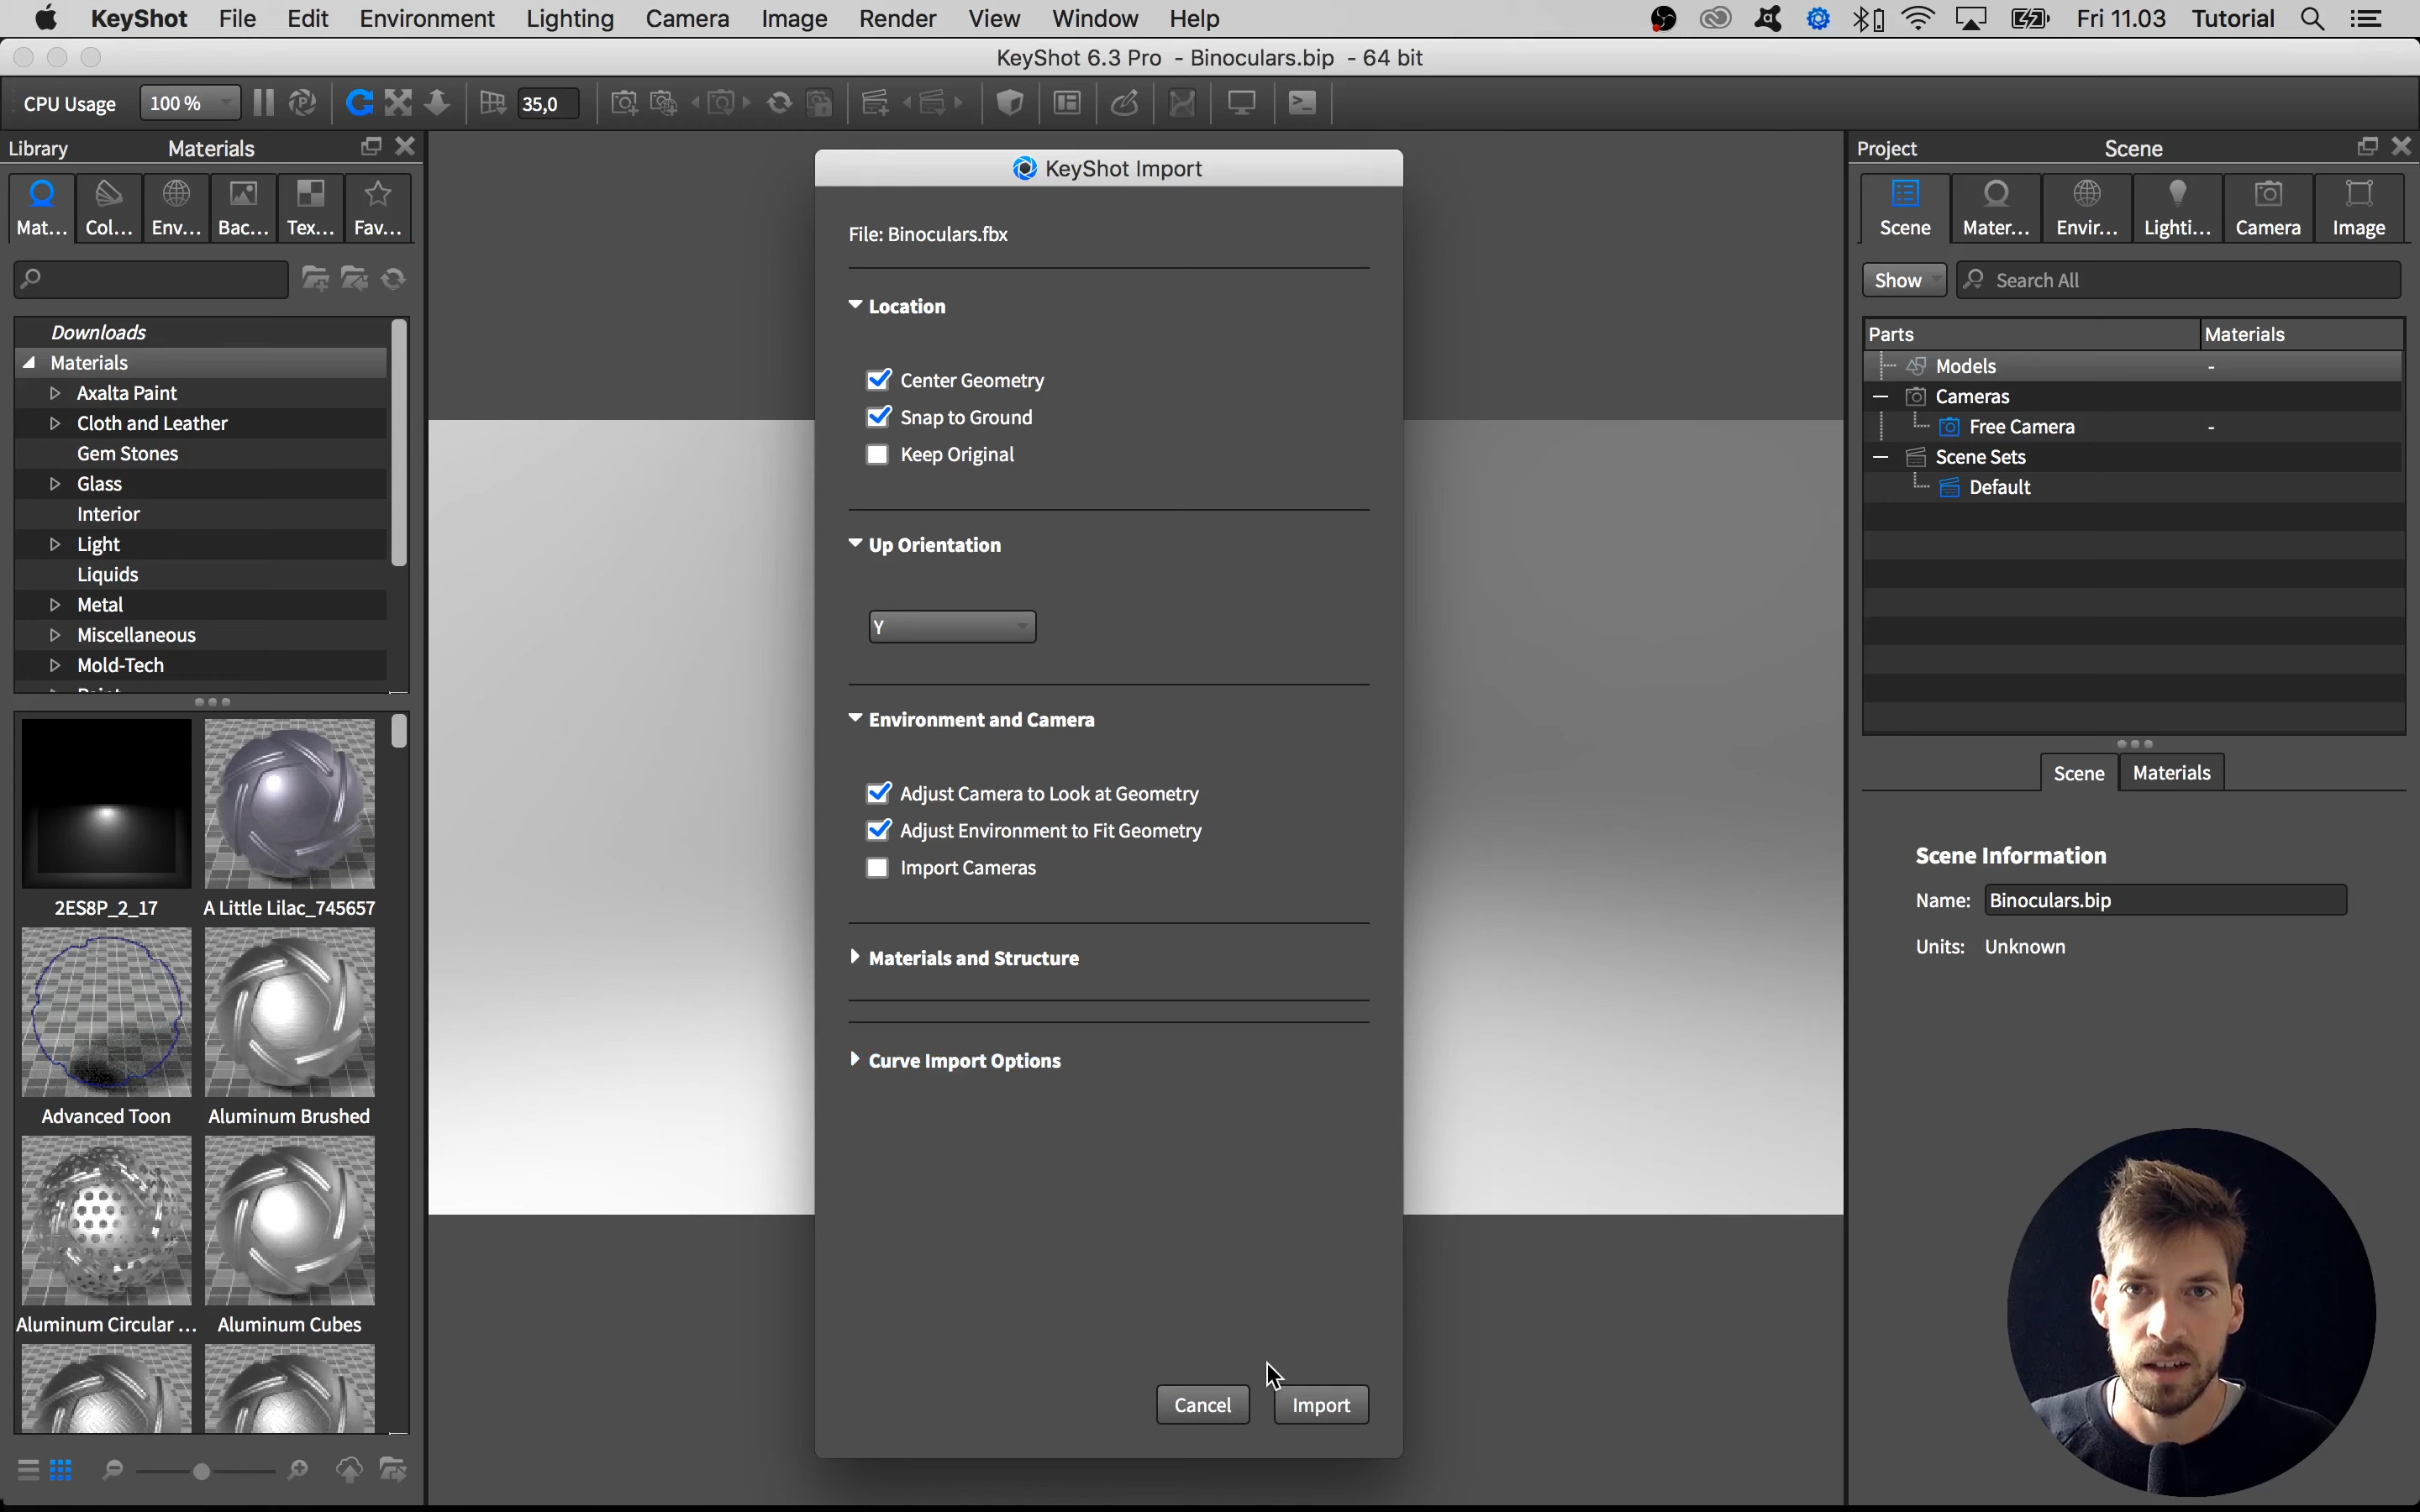 KeyShot File Edit Environment Lighting Camera Image Render View Window Help Fri 11.03 Tutorial
KeyShot 6.3 Pro - Binoculars.bip - 64 bit
CPU Usage 100 % 35,0
Library Materials
Mat... Col... Env... Bac... Tex... Fav...
Downloads
Materials
Axalta Paint
Cloth and Leather
Gem Stones
Glass
Interior
Light
Liquids
Metal
Miscellaneous
Mold-Tech
2ES8P_2_17 A Little Lilac_745657
Advanced Toon Aluminum Brushed
Aluminum Circular ... Aluminum Cubes
KeyShot Import
File: Binoculars.fbx
Location
Center Geometry
Snap to Ground
Keep Original
Up Orientation
Y
Environment and Camera
Adjust Camera to Look at Geometry
Adjust Environment to Fit Geometry
Import Cameras
Materials and Structure
Curve Import Options
Cancel Import
Project Scene
Scene Mater... Envir... Lighti... Camera Image
Show Search All
Parts Materials
Models -
Cameras
Free Camera -
Scene Sets
Default
Scene Materials
Scene Information
Name: Binoculars.bip
Units: Unknown